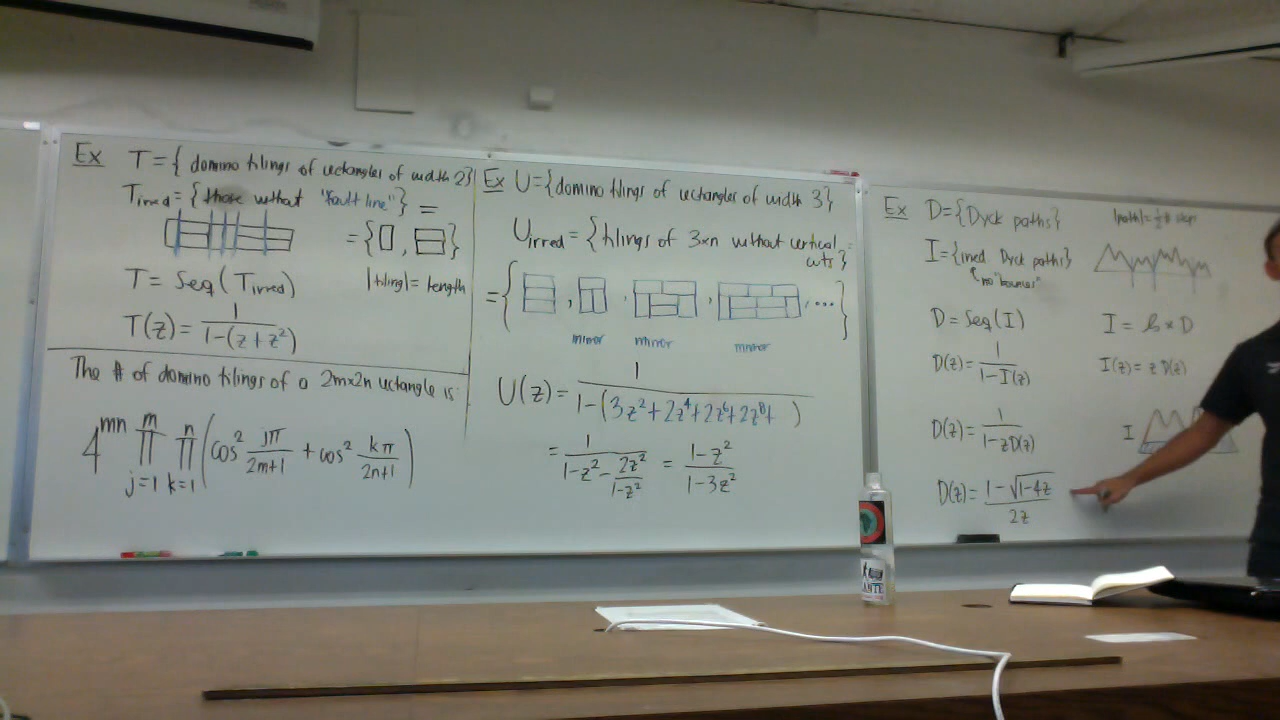 Ex T = { domino tilings of rectangles of width 2}
T_irred = { those without "fault line" } =
= { , }
T = Seq(T_irred) |tiling| = length
T(z) = 1/(1-(z+z²))
The # of domino tilings of a 2m×2n rectangle is:
4^mn ∏_{j=1}^{m} ∏_{k=1}^{n} (cos² jπ/(2m+1) + cos² kπ/(2n+1))
Ex U = {domino tilings of rectangles of width 3}
U_irred = {tilings of 3×n without vertical cuts} =
= { , , , , ... }
mirror mirror mirror
U(z) = 1/(1-(3z²+2z⁴+2z⁶+2z⁸+ ))
= 1/(1-z²-2z²/(1-z²)) = (1-z²)/(1-3z²
Ex D = {Dyck paths} |path| = ½ # steps
I = {irred Dyck paths}
no "bounces"
D = Seq(I) I = × D
D(z) = 1/(1-I(z)) I(z) = z D(z)
D(z) = 1/(1-zD(z)) I
D(z) = (1-√(1-4z))/2z
ANTE